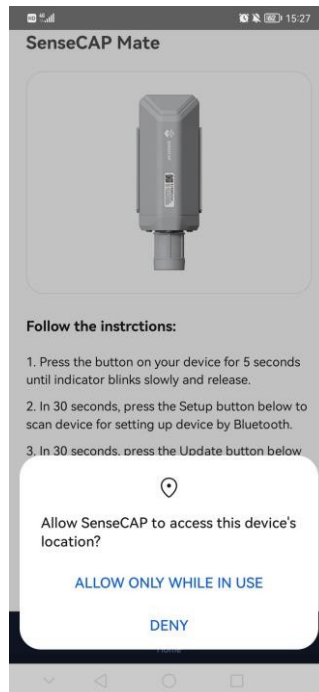 15:27
SenseCAP Mate
Follow the instrctions:
1. Press the button on your device for 5 seconds
until indicator blinks slowly and release.
2. In 30 seconds, press the Setup button below to
scan device for setting up device by Bluetooth.
3. In 30 seconds, press the Update button below
Allow SenseCAP to access this device's
location?
ALLOW ONLY WHILE IN USE
DENY
Home